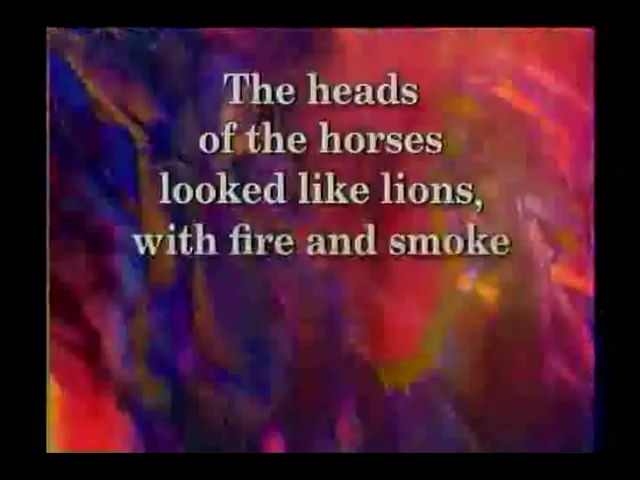 The heads
of the horses
looked like lions,
with fire and smoke